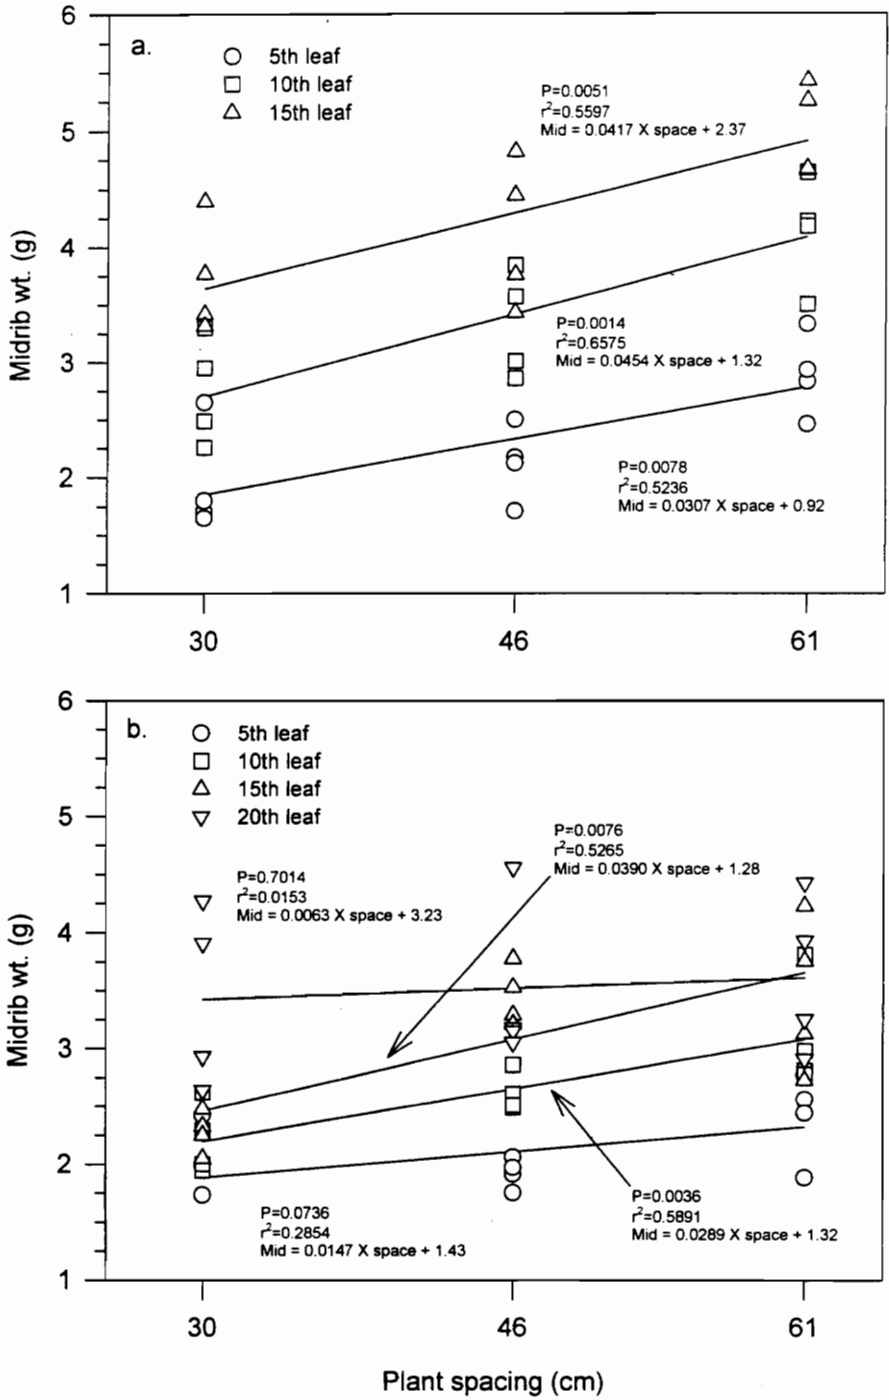 a.
5th leaf
10th leaf
15th leaf
P=0.0051
r²=0.5597
Mid = 0.0417 X space + 2.37
P=0.0014
r²=0.6575
Mid = 0.0454 X space + 1.32
P=0.0078
r²=0.5236
Mid = 0.0307 X space + 0.92
Midrib wt. (g)
6
5
4
3
2
1
30 46 61
b.
5th leaf
10th leaf
15th leaf
20th leaf
P=0.0076
r²=0.5265
Mid = 0.0390 X space + 1.28
P=0.7014
r²=0.0153
Mid = 0.0063 X space + 3.23
P=0.0036
r²=0.5891
Mid = 0.0289 X space + 1.32
P=0.0736
r²=0.2854
Mid = 0.0147 X space + 1.43
Midrib wt. (g)
6
5
4
3
2
1
30 46 61
Plant spacing (cm)